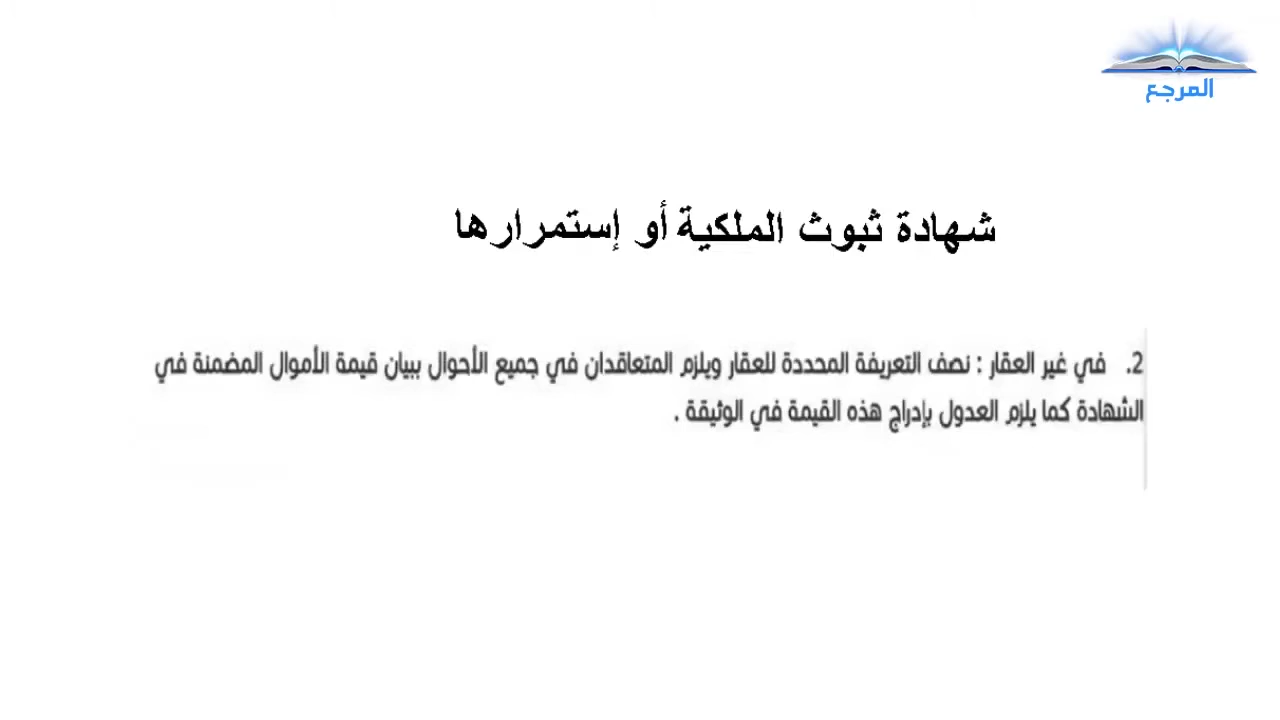 المرجع
شهادة ثبوث الملكية أو إستمرارها
2. في غير العقار : نصف التعريفة المحددة للعقار ويلزم المتعاقدان في جميع الأحوال ببيان قيمة الأموال المضمنة في
الشهادة كما يلزم العدول بإدراج هذه القيمة في الوثيقة .